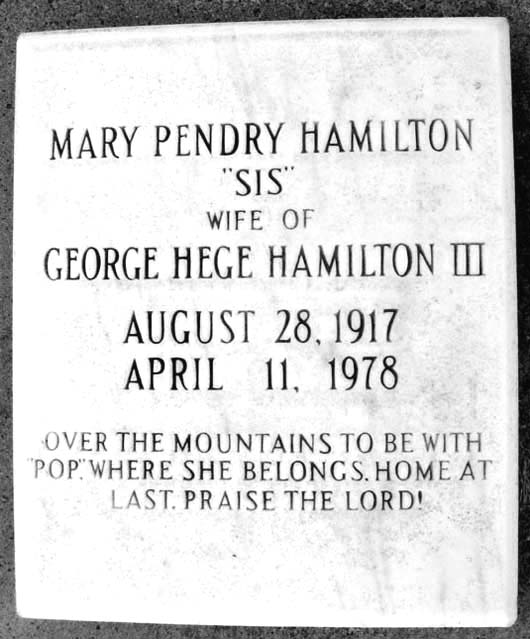 MARY PENDRY HAMILTON
"SIS"
WIFE OF
GEORGE HEGE HAMILTON III
AUGUST 28, 1917
APRIL 11, 1978
OVER THE MOUNTAINS TO BE WITH
"POP". WHERE SHE BELONGS. HOME AT
LAST. PRAISE THE LORD!